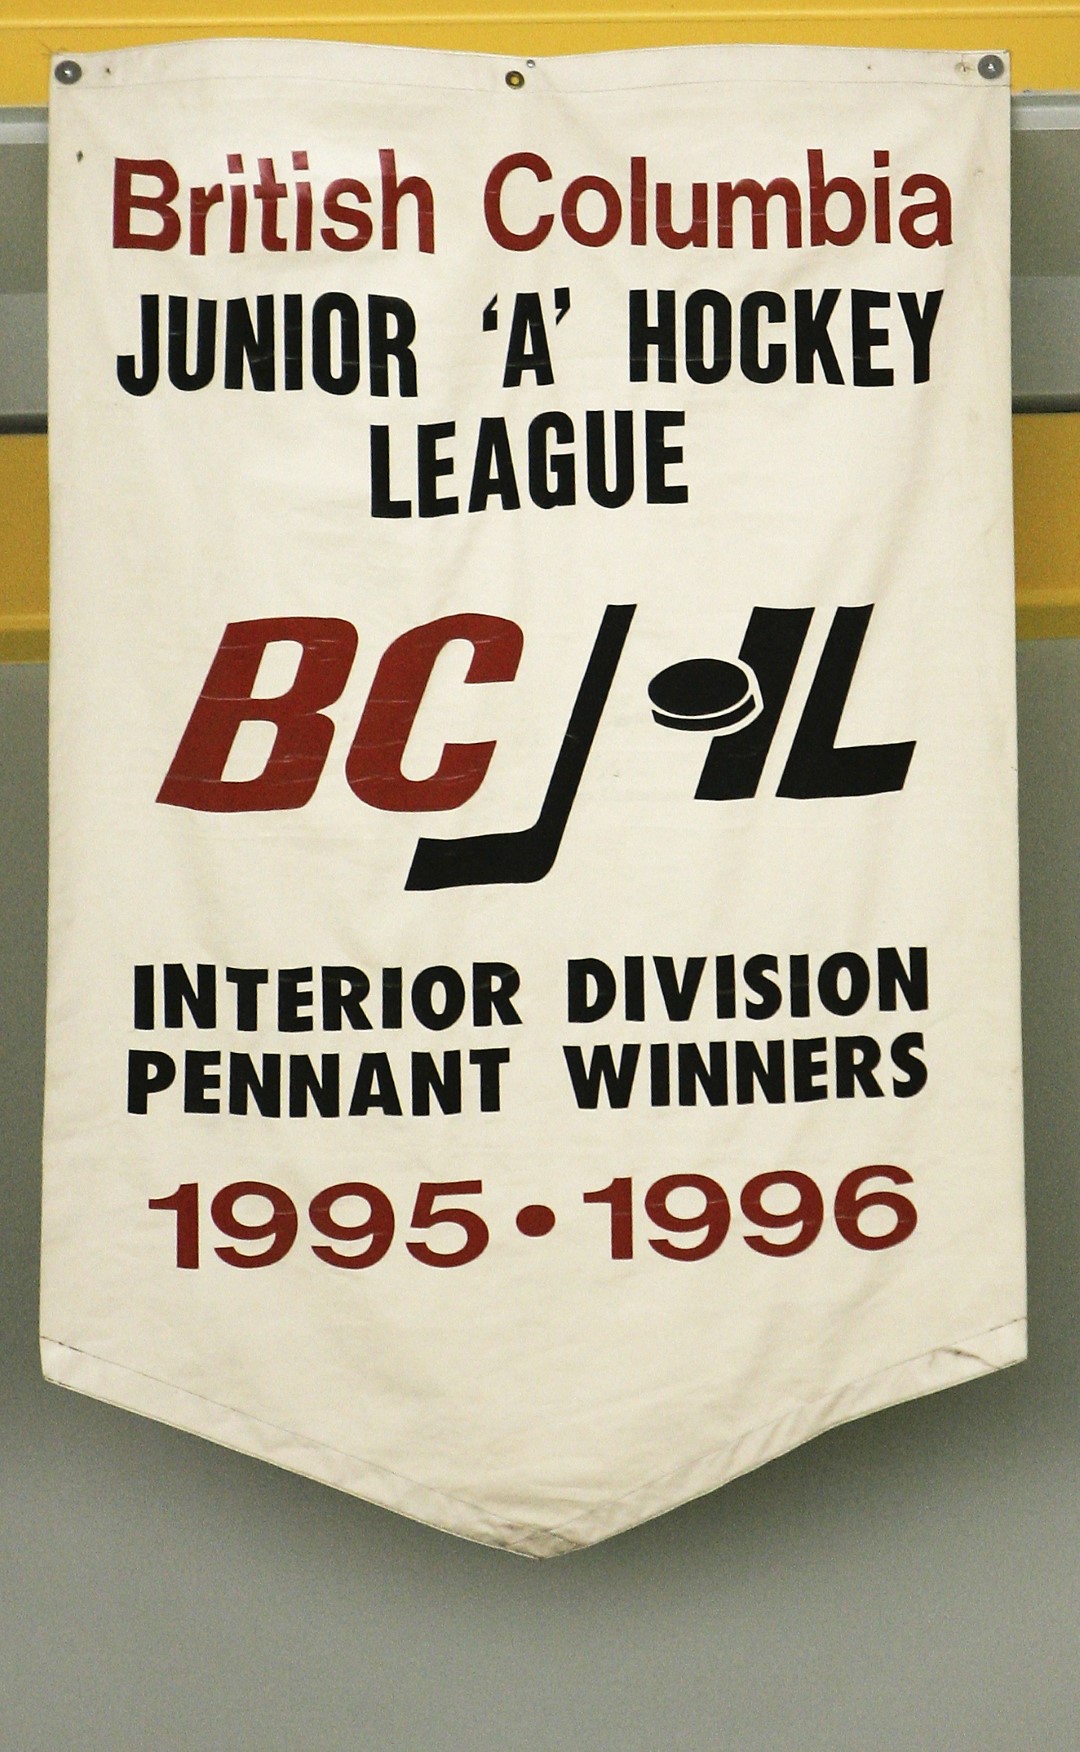 British Columbia
JUNIOR ‘A’ HOCKEY
LEAGUE
BCJHL
INTERIOR DIVISION
PENNANT WINNERS
1995•1996